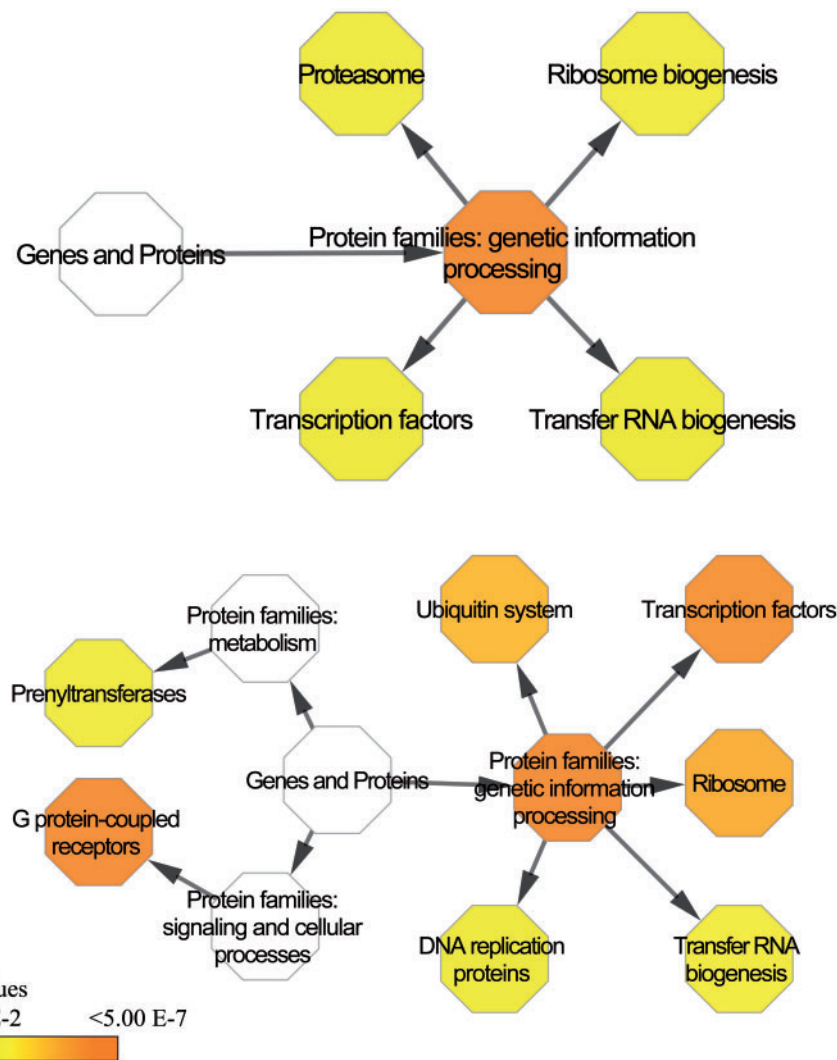 Proteasome
Ribosome biogenesis
Genes and Proteins
Protein families: genetic information
processing
Transcription factors
Transfer RNA biogenesis
Protein families:
metabolism
Prenyltransferases
Genes and Proteins
G protein-coupled
receptors
Protein families:
signaling and cellular
processes
Ubiquitin system
Transcription factors
Protein families:
genetic information
processing
Ribosome
DNA replication
proteins
Transfer RNA
biogenesis
ues
E-2 <5.00 E-7